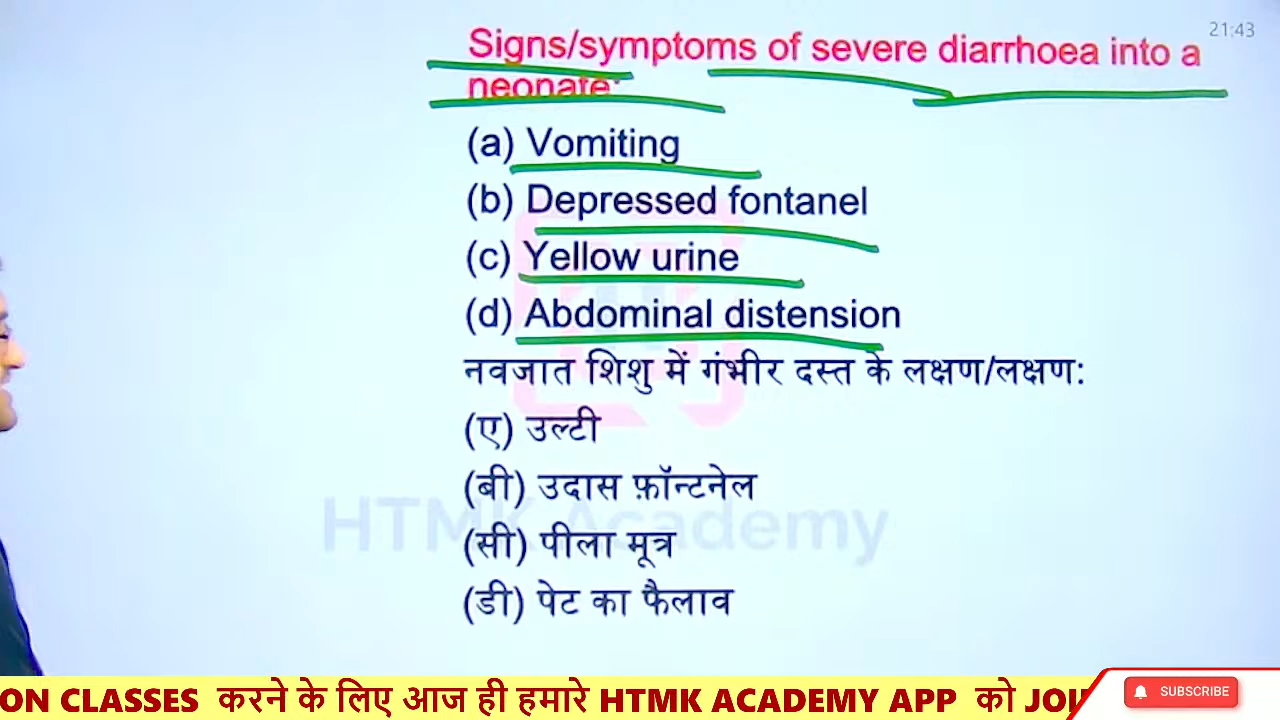 21:43
Signs/symptoms of severe diarrhoea into a
neonate:
(a) Vomiting
(b) Depressed fontanel
(c) Yellow urine
(d) Abdominal distension
नवजात शिशु में गंभीर दस्त के लक्षण/लक्षण:
(ए) उल्टी
(बी) उदास फ़ॉन्टनेल
(सी) पीला मूत्र
(डी) पेट का फैलाव
HTMK Academy
ON CLASSES करने के लिए आज ही हमारे HTMK ACADEMY APP को JOI
SUBSCRIBE